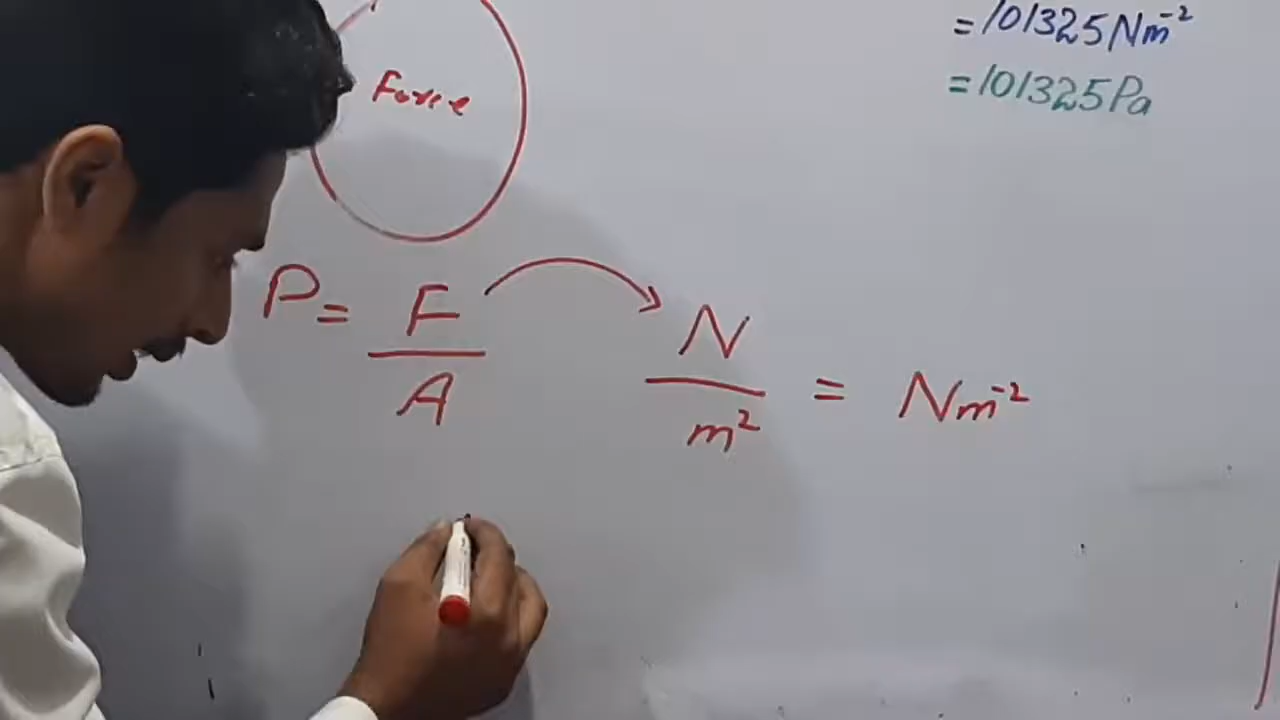 =101325Nm⁻²
=101325Pa
Force
P = F/A N/m² = Nm⁻²